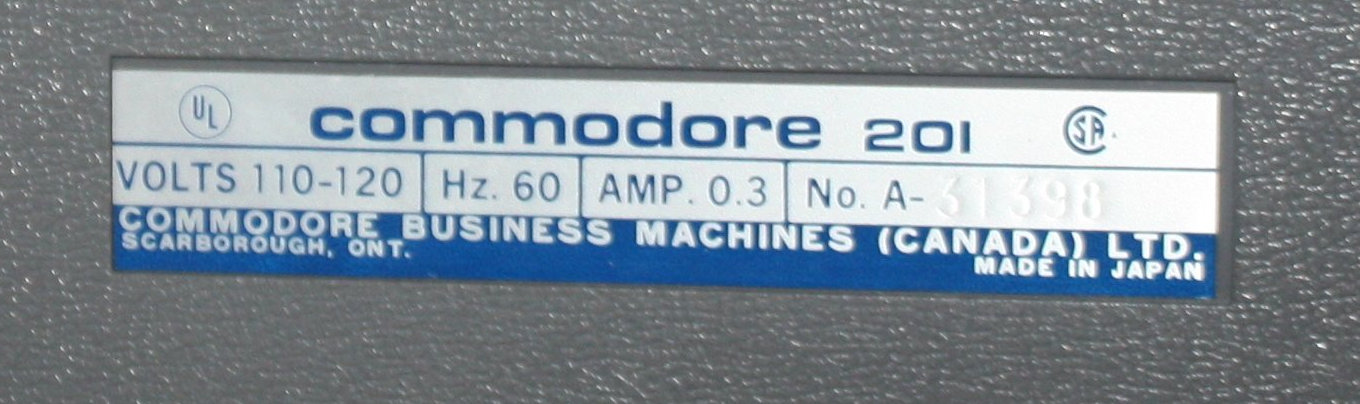 UL commodore 201 SA
VOLTS 110-120 Hz. 60 AMP. 0.3 No. A-31398
COMMODORE BUSINESS MACHINES (CANADA) LTD.
SCARBOROUGH, ONT.
MADE IN JAPAN